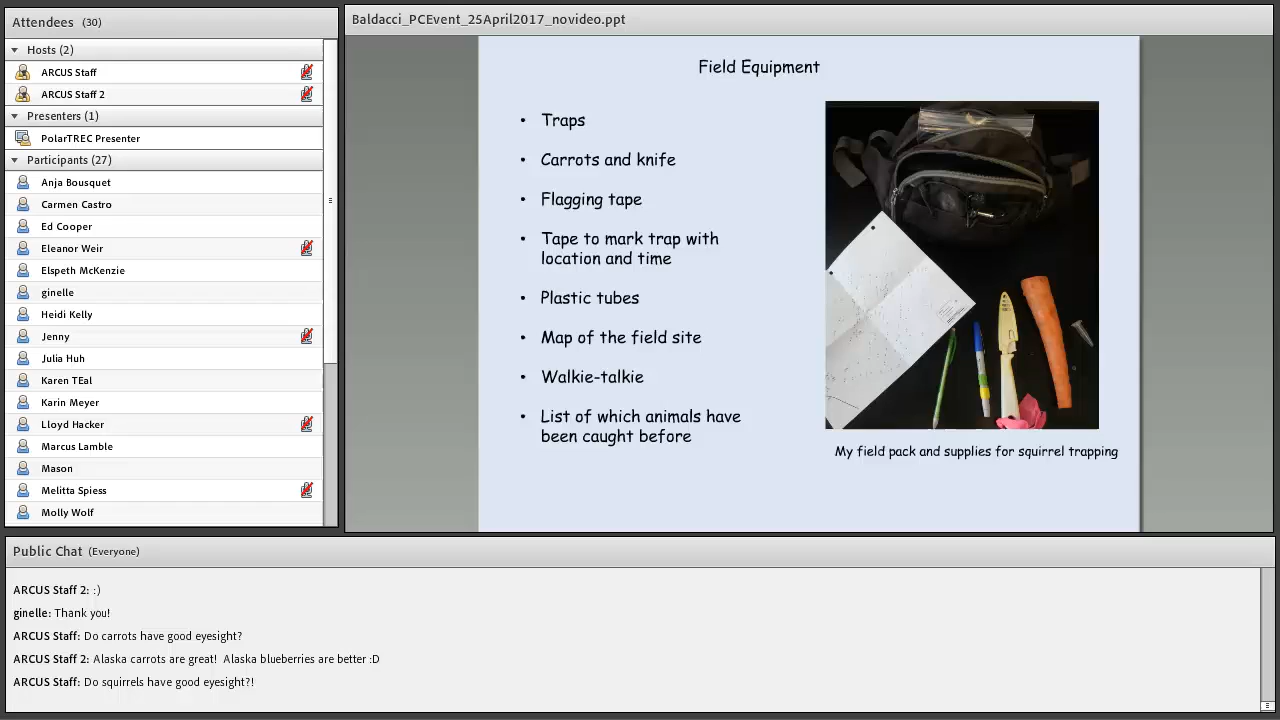 Attendees (30)
Hosts (2)
ARCUS Staff
ARCUS Staff 2
Presenters (1)
PolarTREC Presenter
Participants (27)
Anja Bousquet
Carmen Castro
Ed Cooper
Eleanor Weir
Elspeth McKenzie
ginelle
Heidi Kelly
Jenny
Julia Huh
Karen TEal
Karin Meyer
Lloyd Hacker
Marcus Lamble
Mason
Melitta Spiess
Molly Wolf
Baldacci_PCEvent_25April2017_novideo.ppt
Field Equipment
• Traps
• Carrots and knife
• Flagging tape
• Tape to mark trap with
location and time
• Plastic tubes
• Map of the field site
• Walkie-talkie
• List of which animals have
been caught before
My field pack and supplies for squirrel trapping
Public Chat (Everyone)
ARCUS Staff 2: :)
ginelle: Thank you!
ARCUS Staff: Do carrots have good eyesight?
ARCUS Staff 2: Alaska carrots are great!  Alaska blueberries are better :D
ARCUS Staff: Do squirrels have good eyesight?!